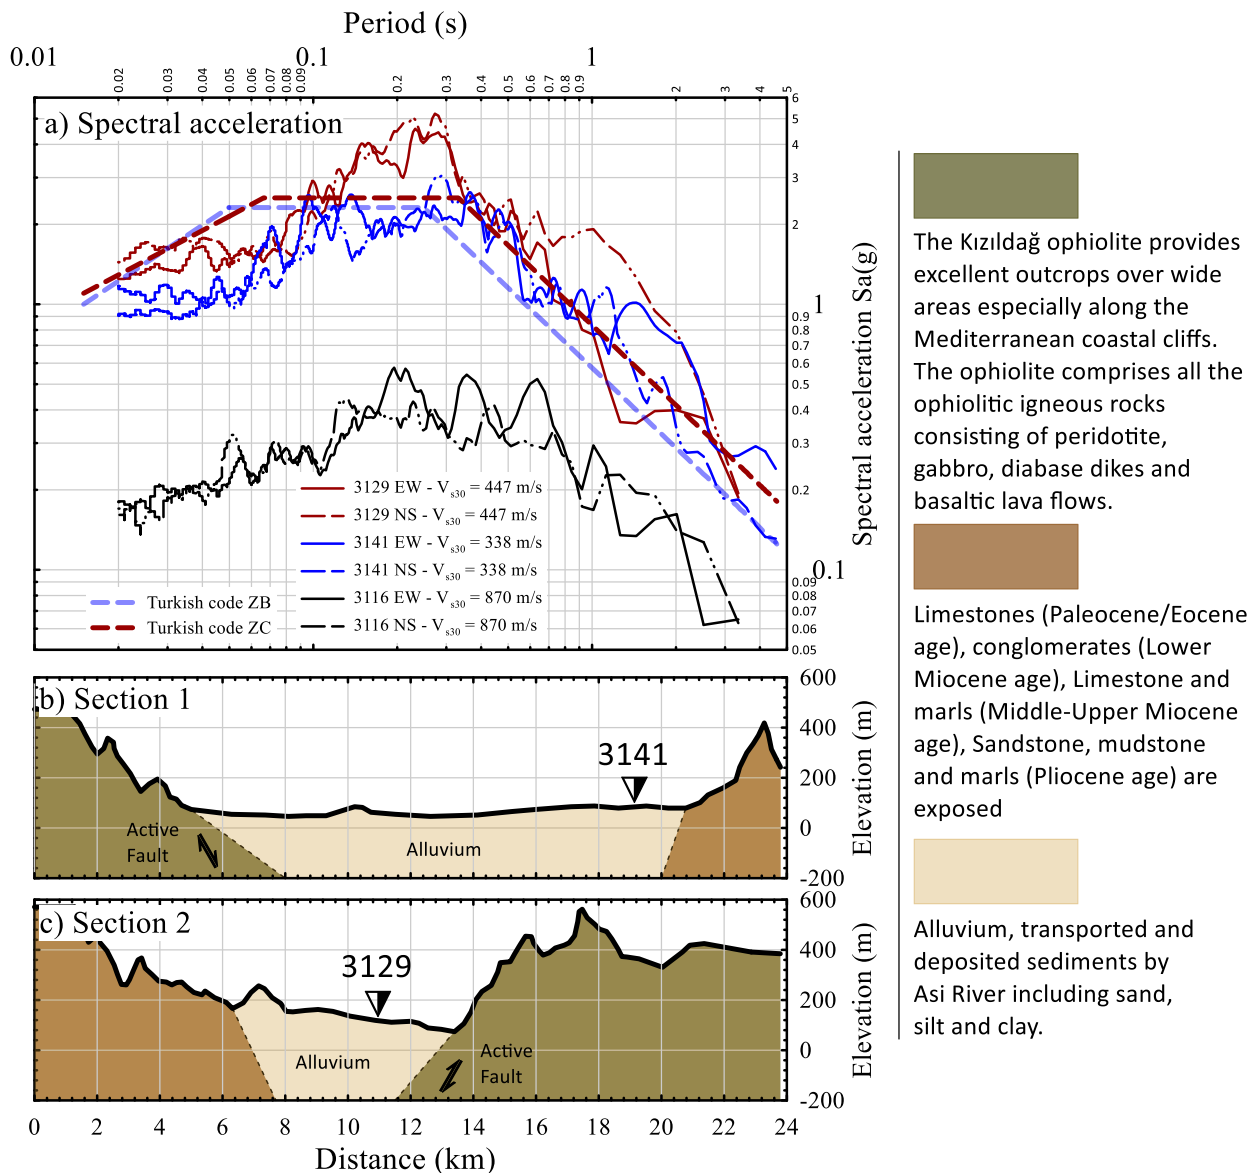 Period (s)
0.01 0.1 1
0.02 0.03 0.04 0.05 0.06 0.07 0.08 0.09 0.2 0.3 0.4 0.5 0.6 0.7 0.8 0.9 2 3 4 5
a) Spectral acceleration
6
5
4
3
2
1
0.9
0.8
0.7
0.6
0.5
0.4
0.3
0.2
0.1
0.09
0.08
0.07
0.06
0.05
Spectral acceleration Sa(g)
3129 EW - Vs30 = 447 m/s
3129 NS - Vs30 = 447 m/s
3141 EW - Vs30 = 338 m/s
3141 NS - Vs30 = 338 m/s
3116 EW - Vs30 = 870 m/s
3116 NS - Vs30 = 870 m/s
Turkish code ZB
Turkish code ZC
b) Section 1
3141
Active
Fault
Alluvium
600
400
200
0
-200
Elevation (m)
c) Section 2
3129
Alluvium
Active
Fault
600
400
200
0
-200
Elevation (m)
0 2 4 6 8 10 12 14 16 18 20 22 24
Distance (km)
The Kızıldağ ophiolite provides
excellent outcrops over wide
areas especially along the
Mediterranean coastal cliffs.
The ophiolite comprises all the
ophiolitic igneous rocks
consisting of peridotite,
gabbro, diabase dikes and
basaltic lava flows.
Limestones (Paleocene/Eocene
age), conglomerates (Lower
Miocene age), Limestone and
marls (Middle-Upper Miocene
age), Sandstone, mudstone
and marls (Pliocene age) are
exposed
Alluvium, transported and
deposited sediments by
Asi River including sand,
silt and clay.